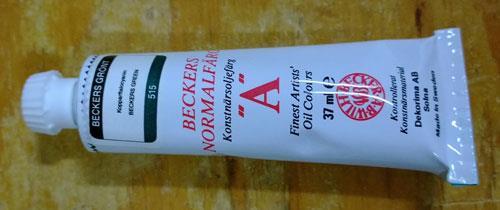 BECKERS GRÖNT
Kopparftalocyanin
BECKERS GREEN
515
BECKERS
NORMALFÄRG
Konstnärsoljefärg
"A"
Finest Artists'
Oil Colours
37 ml e
BECKERS
Kontrollerat
Konstnärsmaterial
Dekorima AB
Solna
Made in Sweden